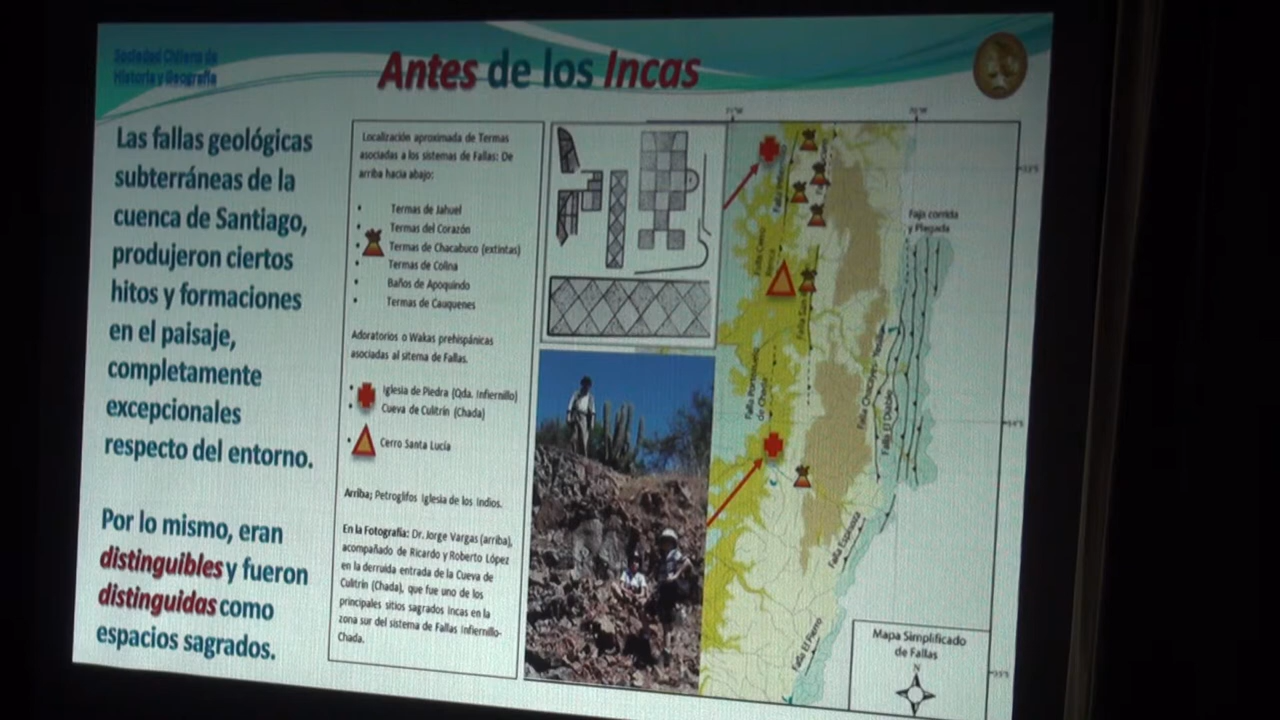 Sociedad Chilena de
Historia y Geografía
Antes de los Incas
Las fallas geológicas
subterráneas de la
cuenca de Santiago,
produjeron ciertos
hitos y formaciones
en el paisaje,
completamente
excepcionales
respecto del entorno.
Por lo mismo, eran
distinguibles y fueron
distinguidas como
espacios sagrados.
Localización aproximada de Termas
asociadas a los sistemas de Fallas: De
arriba hacia abajo:
• Termas de Jahuel
• Termas del Corazón
• Termas de Chacabuco (extintas)
• Termas de Colina
• Baños de Apoquindo
• Termas de Cauquenes
Adoratorios o Wakas prehispánicas
asociadas al sitema de Fallas.
• Iglesia de Piedra (Qda. Infiernillo)
• Cueva de Culitrín (Chada)
• Cerro Santa Lucía
Arriba; Petroglifos Iglesia de los Indios.
En la Fotografía: Dr. Jorge Vargas (arriba),
acompañado de Ricardo y Roberto López
en la derruida entrada de la Cueva de
Culitrín (Chada), que fue uno de los
principales sitios sagrados Incas en la
zona sur del sistema de Fallas Infiernillo-
Chada.
Faja corrida
y Plegada
Falla Portezuelo
de Chada
Falla El Diablo
Falla Espinoza
Falla El Fierro
Mapa Simplificado
de Fallas
N